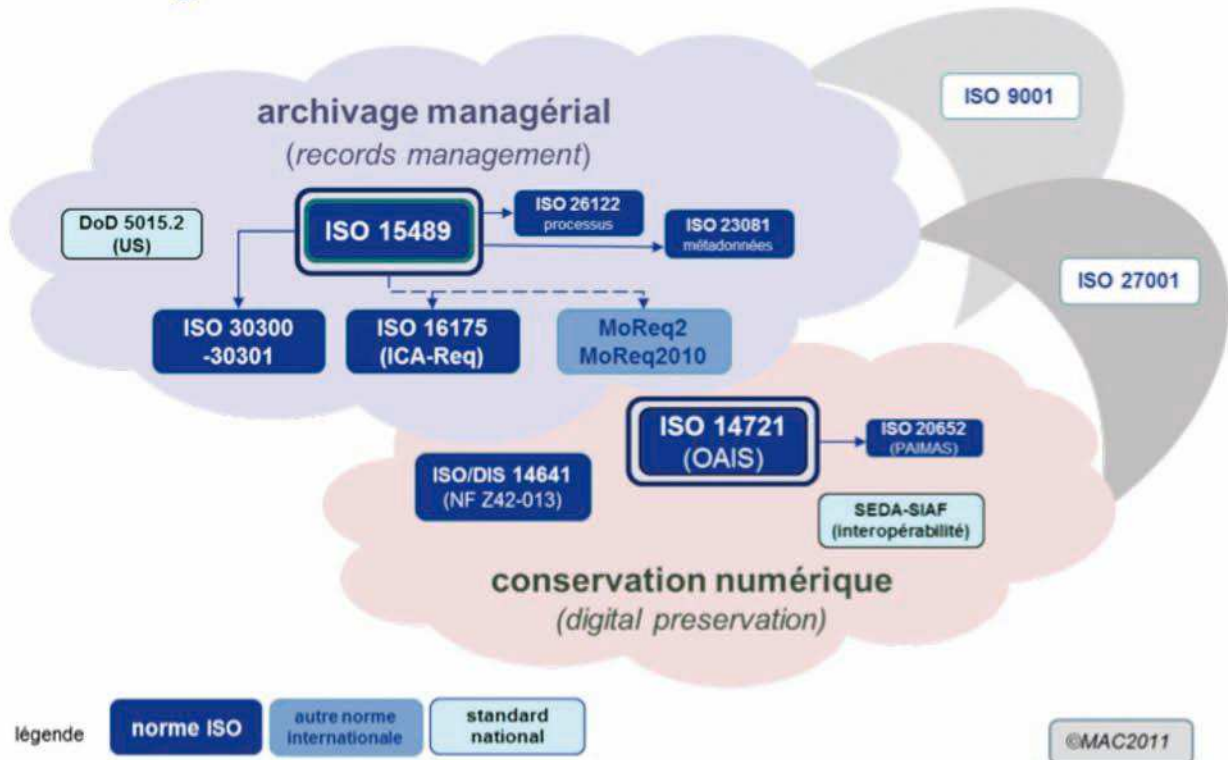 archivage managérial
(records management)
ISO 9001
DoD 5015.2
(US)
ISO 15489
ISO 26122
processus
ISO 23081
métadonnées
ISO 27001
ISO 30300
-30301
ISO 16175
(ICA-Req)
MoReq2
MoReq2010
ISO 14721
(OAIS)
ISO 20652
(PAIMAS)
ISO/DIS 14641
(NF Z42-013)
SEDA-SIAF
(interopérabilité)
conservation numérique
(digital preservation)
légende
norme ISO
autre norme
internationale
standard
national
©MAC2011